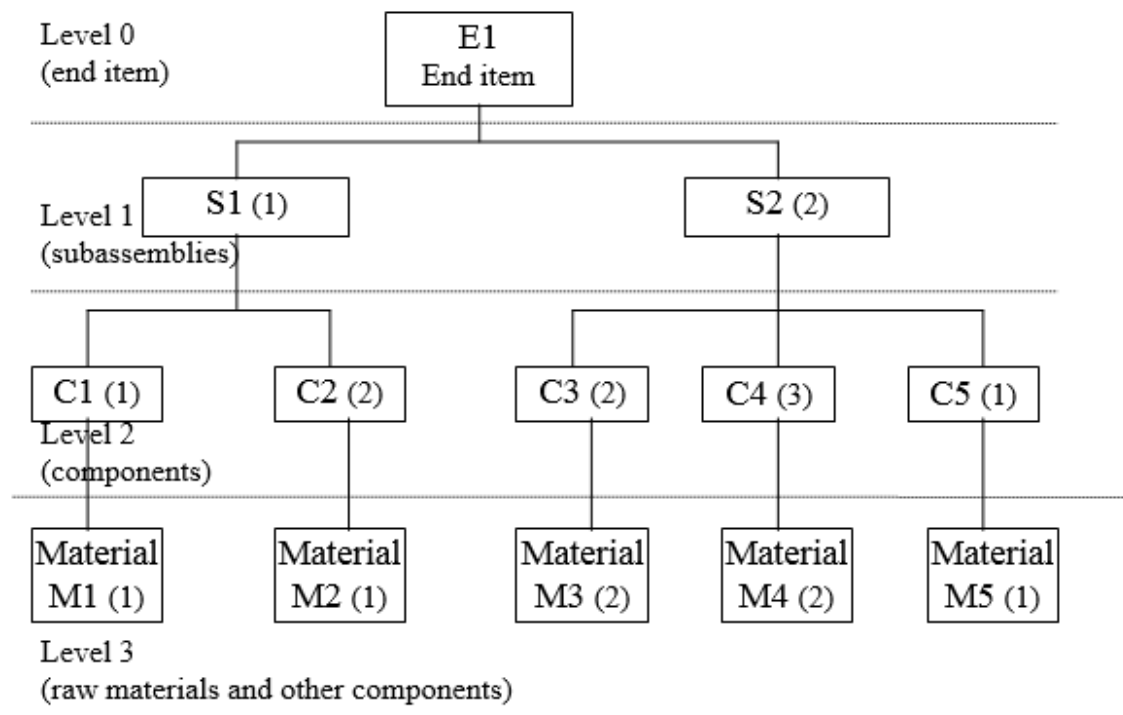 Level 0
(end item)
E1
End item
S1 (1)
S2 (2)
Level 1
(subassemblies)
C1 (1)
C2 (2)
C3 (2)
C4 (3)
C5 (1)
Level 2
(components)
Material
M1 (1)
Material
M2 (1)
Material
M3 (2)
Material
M4 (2)
Material
M5 (1)
Level 3
(raw materials and other components)